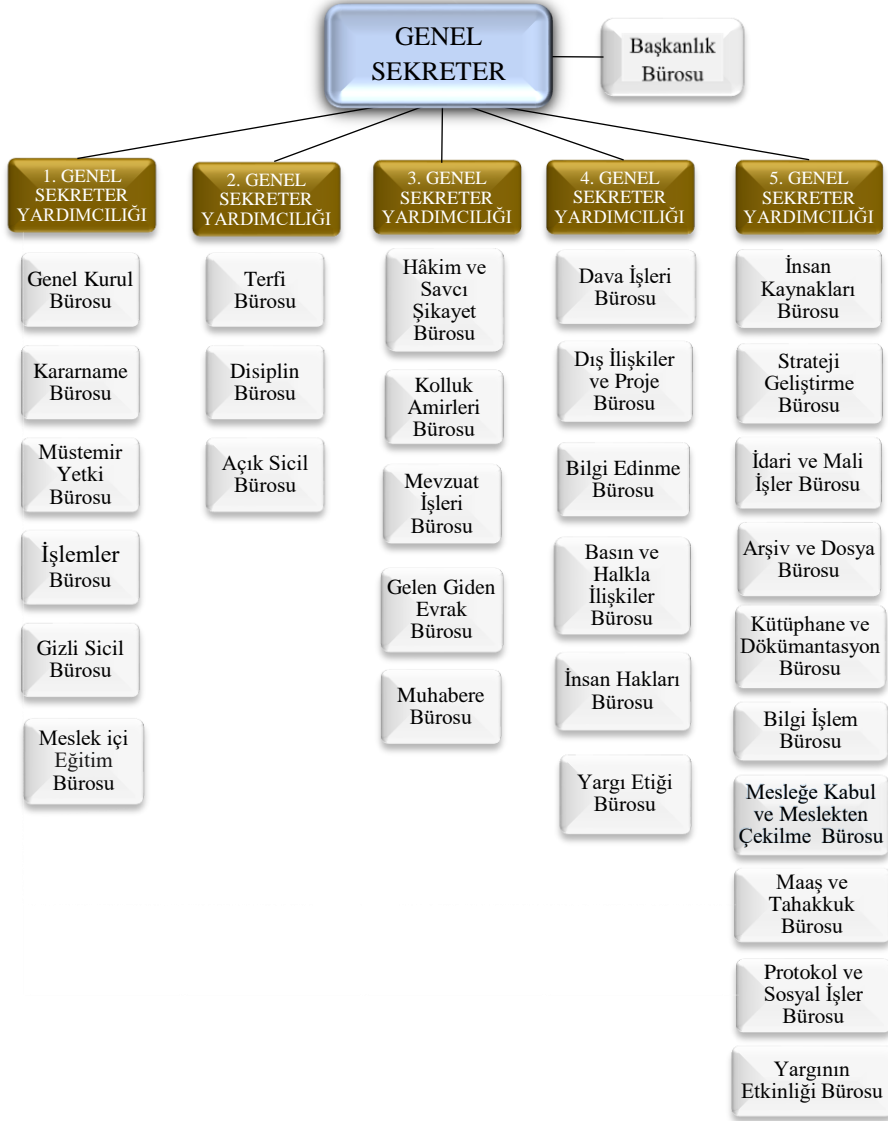 GENEL
SEKRETER
Başkanlık
Bürosu
1. GENEL
SEKRETER
YARDIMCILIĞI
Genel Kurul
Bürosu
Kararname
Bürosu
Müstemir
Yetki
Bürosu
İşlemler
Bürosu
Gizli Sicil
Bürosu
Meslek içi
Eğitim
Bürosu
2. GENEL
SEKRETER
YARDIMCILIĞI
Terfi
Bürosu
Disiplin
Bürosu
Açık Sicil
Bürosu
3. GENEL
SEKRETER
YARDIMCILIĞI
Hâkim ve
Savcı
Şikayet
Bürosu
Kolluk
Amirleri
Bürosu
Mevzuat
İşleri
Bürosu
Gelen Giden
Evrak
Bürosu
Muhabere
Bürosu
4. GENEL
SEKRETER
YARDIMCILIĞI
Dava İşleri
Bürosu
Dış İlişkiler
ve Proje
Bürosu
Bilgi Edinme
Bürosu
Basın ve
Halkla
İlişkiler
Bürosu
İnsan Hakları
Bürosu
Yargı Etiği
Bürosu
5. GENEL
SEKRETER
YARDIMCILIĞI
İnsan
Kaynakları
Bürosu
Strateji
Geliştirme
Bürosu
İdari ve Mali
İşler Bürosu
Arşiv ve Dosya
Bürosu
Kütüphane ve
Dökümantasyon
Bürosu
Bilgi İşlem
Bürosu
Mesleğe Kabul
ve Meslekten
Çekilme Bürosu
Maaş ve
Tahakkuk
Bürosu
Protokol ve
Sosyal İşler
Bürosu
Yargının
Etkinliği Bürosu